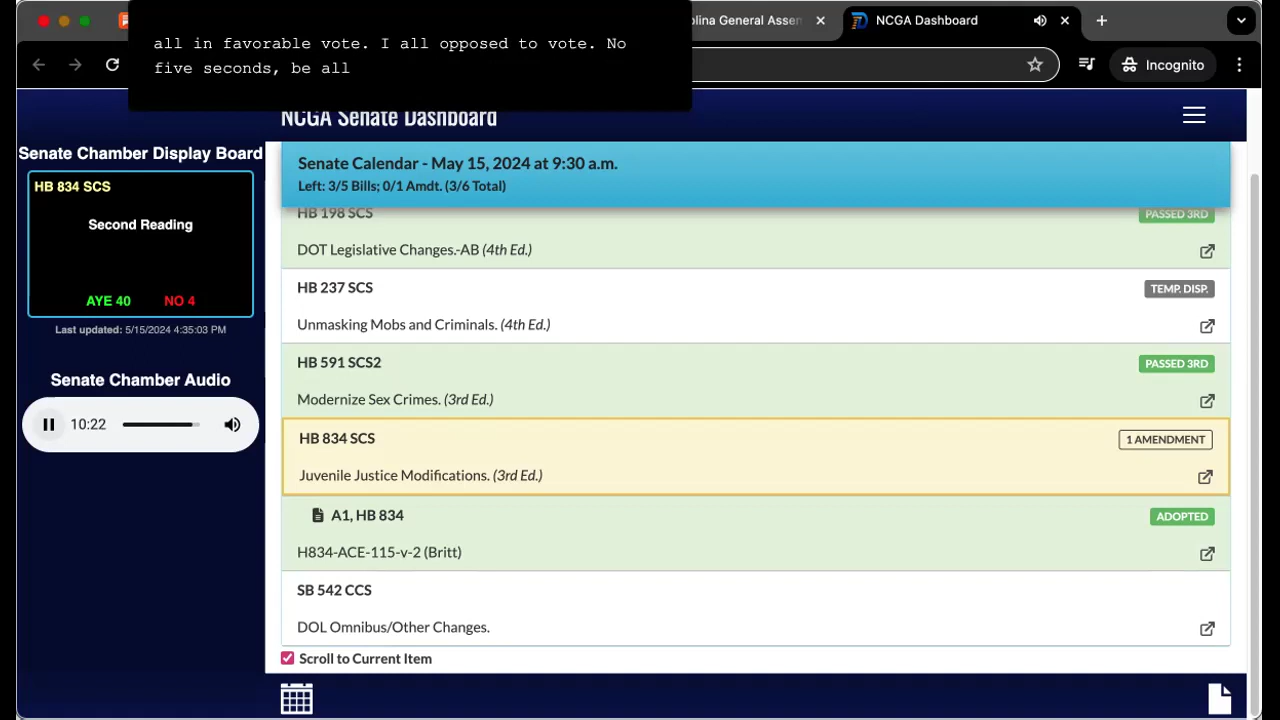 all in favorable vote. I all opposed to vote. No
five seconds, be all
olina General Assem
NCGA Dashboard
Incognito
NCGA Senate Dashboard
Senate Chamber Display Board
HB 834 SCS
Second Reading
AYE 40 NO 4
Last updated: 5/15/2024 4:35:03 PM
Senate Chamber Audio
10:22
Senate Calendar - May 15, 2024 at 9:30 a.m.
Left: 3/5 Bills; 0/1 Amdt. (3/6 Total)
HB 198 SCS
PASSED 3RD
DOT Legislative Changes.-AB (4th Ed.)
HB 237 SCS
TEMP. DISP.
Unmasking Mobs and Criminals. (4th Ed.)
HB 591 SCS2
PASSED 3RD
Modernize Sex Crimes. (3rd Ed.)
HB 834 SCS
1 AMENDMENT
Juvenile Justice Modifications. (3rd Ed.)
A1, HB 834
ADOPTED
H834-ACE-115-v-2 (Britt)
SB 542 CCS
DOL Omnibus/Other Changes.
Scroll to Current Item